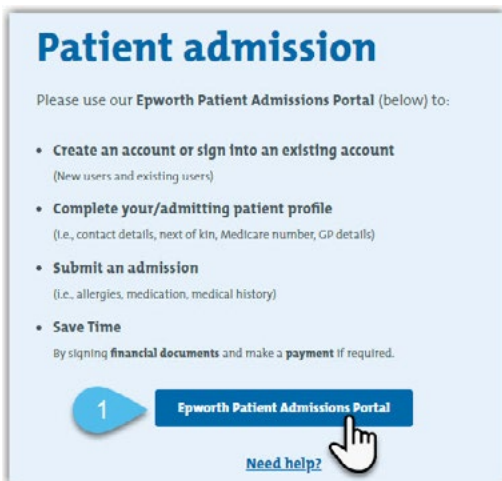 Patient admission
Please use our Epworth Patient Admissions Portal (below) to:
• Create an account or sign into an existing account
(New users and existing users)
• Complete your/admitting patient profile
(i.e., contact details, next of kin, Medicare number, GP details)
• Submit an admission
(i.e., allergies, medication, medical history)
• Save Time
By signing financial documents and make a payment if required.
1 Epworth Patient Admissions Portal
Need help?